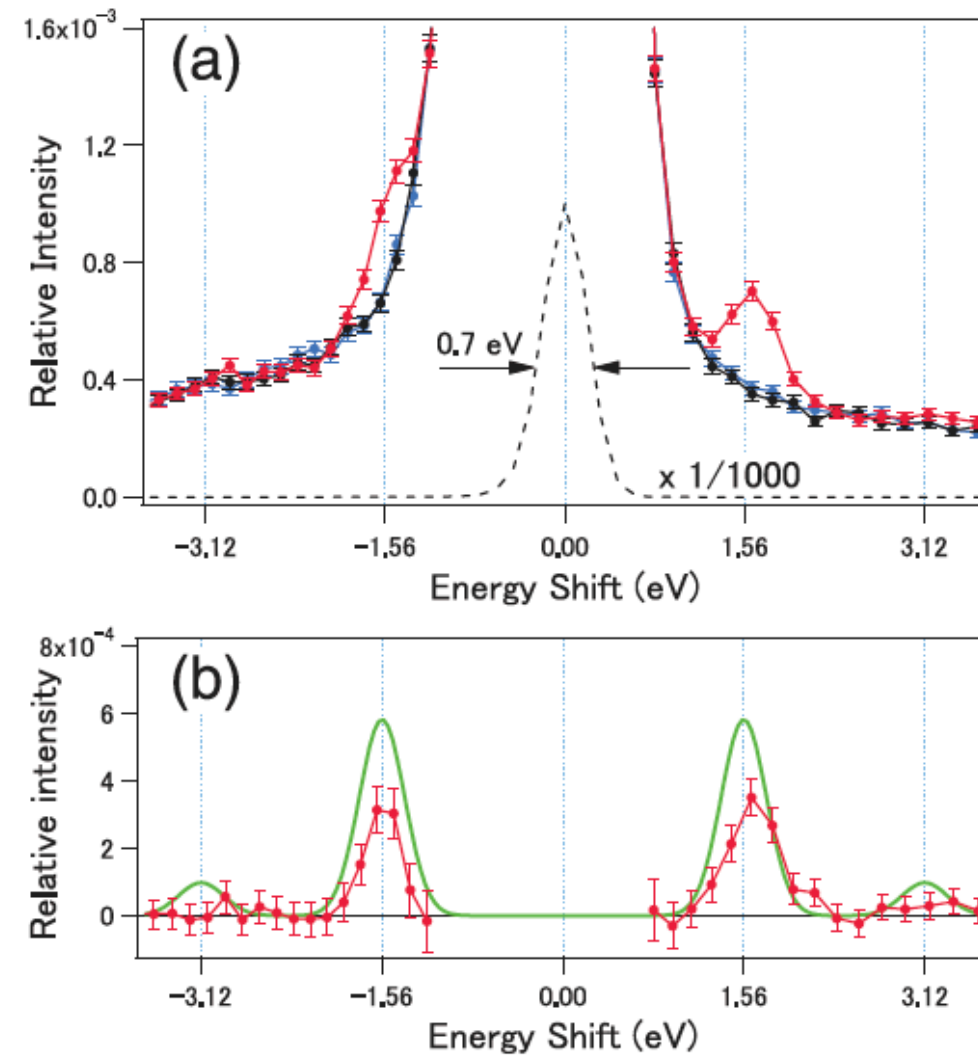 (a)
1.6x10⁻³
1.2
0.8
0.4
0.0
Relative Intensity
0.7 eV
x 1/1000
−3.12 −1.56 0.00 1.56 3.12
Energy Shift (eV)
(b)
8x10⁻⁴
6
4
2
0
Relative intensity
−3.12 −1.56 0.00 1.56 3.12
Energy Shift (eV)